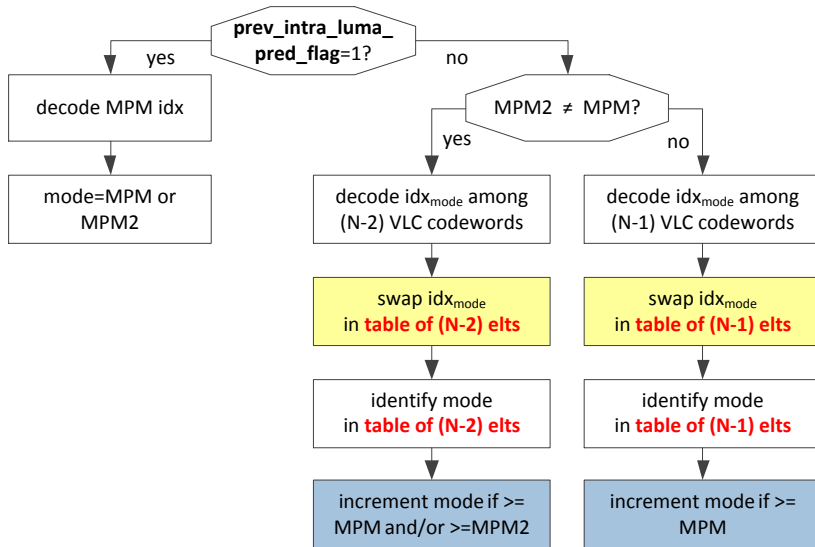 prev_intra_luma_
pred_flag=1?
yes
no
decode MPM idx
MPM2 ≠ MPM?
yes
no
mode=MPM or
MPM2
decode idxmode among
(N-2) VLC codewords
decode idxmode among
(N-1) VLC codewords
swap idxmode
in table of (N-2) elts
swap idxmode
in table of (N-1) elts
identify mode
in table of (N-2) elts
identify mode
in table of (N-1) elts
increment mode if >=
MPM and/or >=MPM2
increment mode if >=
MPM